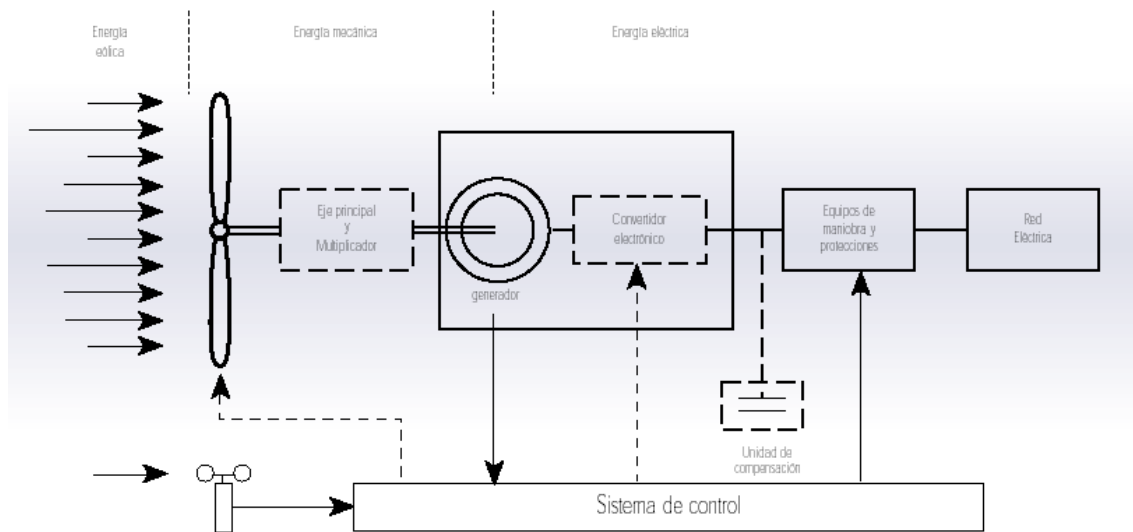 Energía
eólica
Energía mecánica
Energía eléctrica
Eje principal
y
Multiplicador
generador
Convertidor
electrónico
Equipos de
maniobra y
protecciones
Red
Eléctrica
Unidad de
compensación
Sistema de control